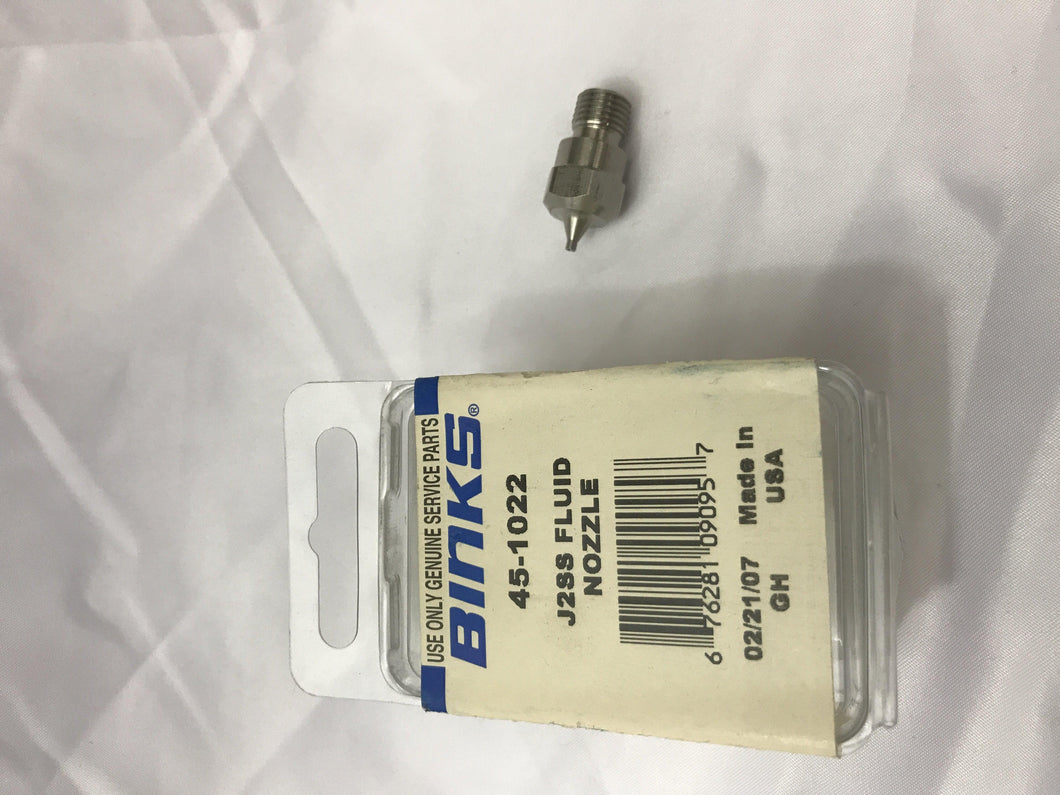 USE ONLY GENUINE SERVICE PARTS
BINKS®
45-1022
J2SS FLUID
NOZZLE
6 76281 09095 7
02/21/07 Made In
GH USA